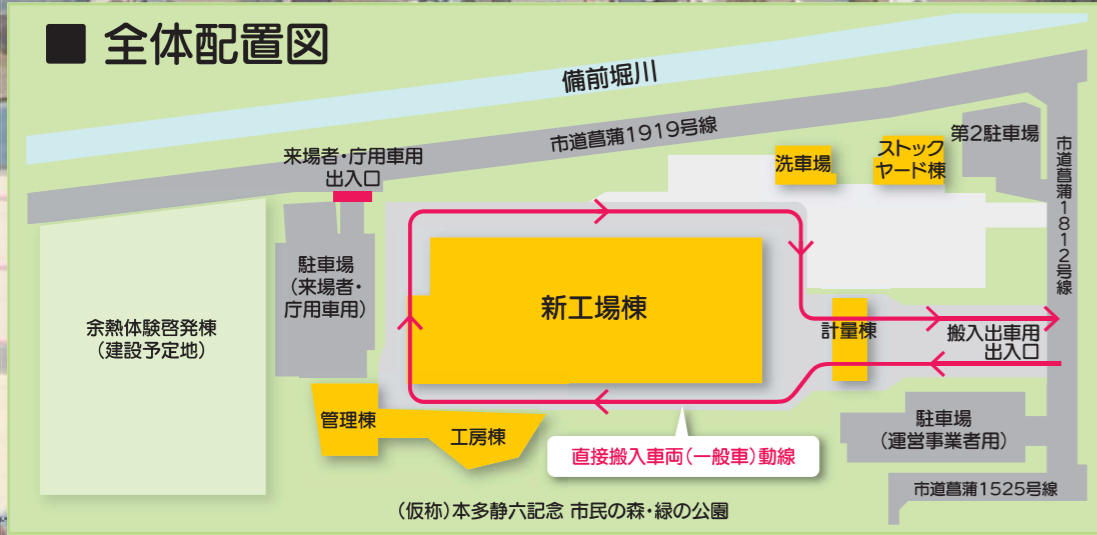 ■ 全体配置図
備前堀川
市道菖蒲1919号線
来場者・庁用車用
出入口
洗車場
ストック
ヤード棟
第2駐車場
市道菖蒲1812号線
駐車場
(来場者・
庁用車用)
余熱体験啓発棟
(建設予定地)
新工場棟
計量棟
搬入出車用
出入口
管理棟
工房棟
直接搬入車両(一般車)動線
駐車場
(運営事業者用)
市道菖蒲1525号線
(仮称)本多静六記念 市民の森・緑の公園